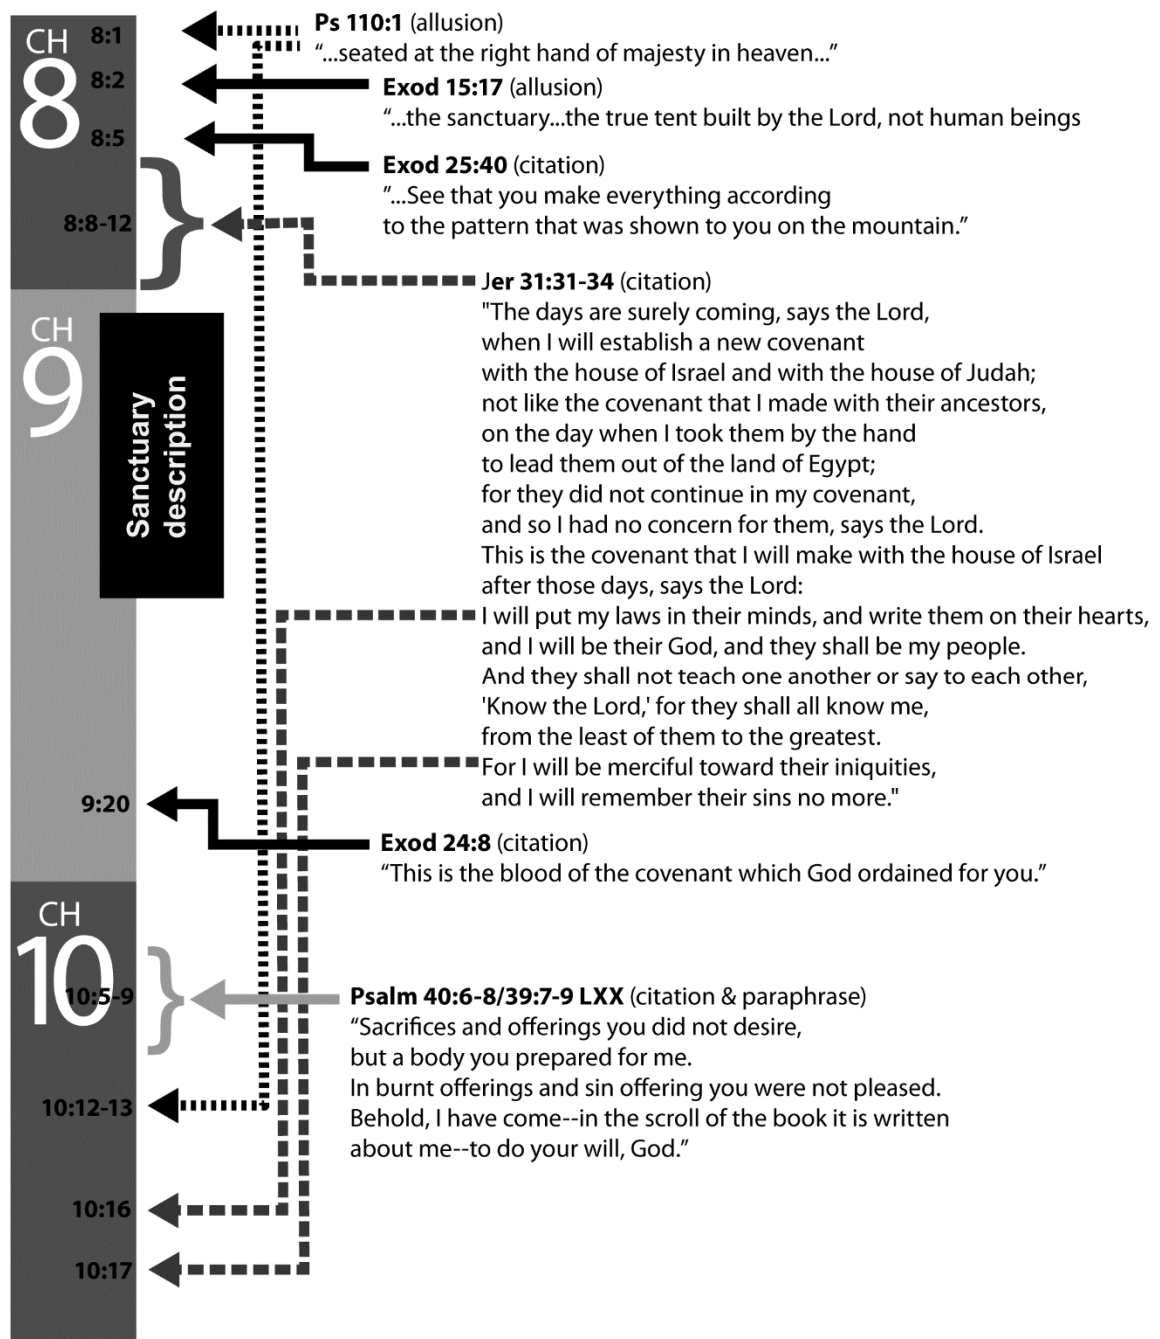 CH
8
8:1
Ps 110:1 (allusion)
“...seated at the right hand of majesty in heaven...”
8:2
Exod 15:17 (allusion)
“...the sanctuary...the true tent built by the Lord, not human beings
8:5
Exod 25:40 (citation)
”...See that you make everything according
to the pattern that was shown to you on the mountain.”
8:8-12
Jer 31:31-34 (citation)
"The days are surely coming, says the Lord,
when I will establish a new covenant
with the house of Israel and with the house of Judah;
not like the covenant that I made with their ancestors,
on the day when I took them by the hand
to lead them out of the land of Egypt;
for they did not continue in my covenant,
and so I had no concern for them, says the Lord.
This is the covenant that I will make with the house of Israel
after those days, says the Lord:
I will put my laws in their minds, and write them on their hearts,
and I will be their God, and they shall be my people.
And they shall not teach one another or say to each other,
'Know the Lord,' for they shall all know me,
from the least of them to the greatest.
For I will be merciful toward their iniquities,
and I will remember their sins no more."
CH
9
Sanctuary
description
9:20
Exod 24:8 (citation)
“This is the blood of the covenant which God ordained for you.”
CH
10
10:5-9
Psalm 40:6-8/39:7-9 LXX (citation & paraphrase)
“Sacrifices and offerings you did not desire,
but a body you prepared for me.
In burnt offerings and sin offering you were not pleased.
Behold, I have come--in the scroll of the book it is written
about me--to do your will, God.”
10:12-13
10:16
10:17